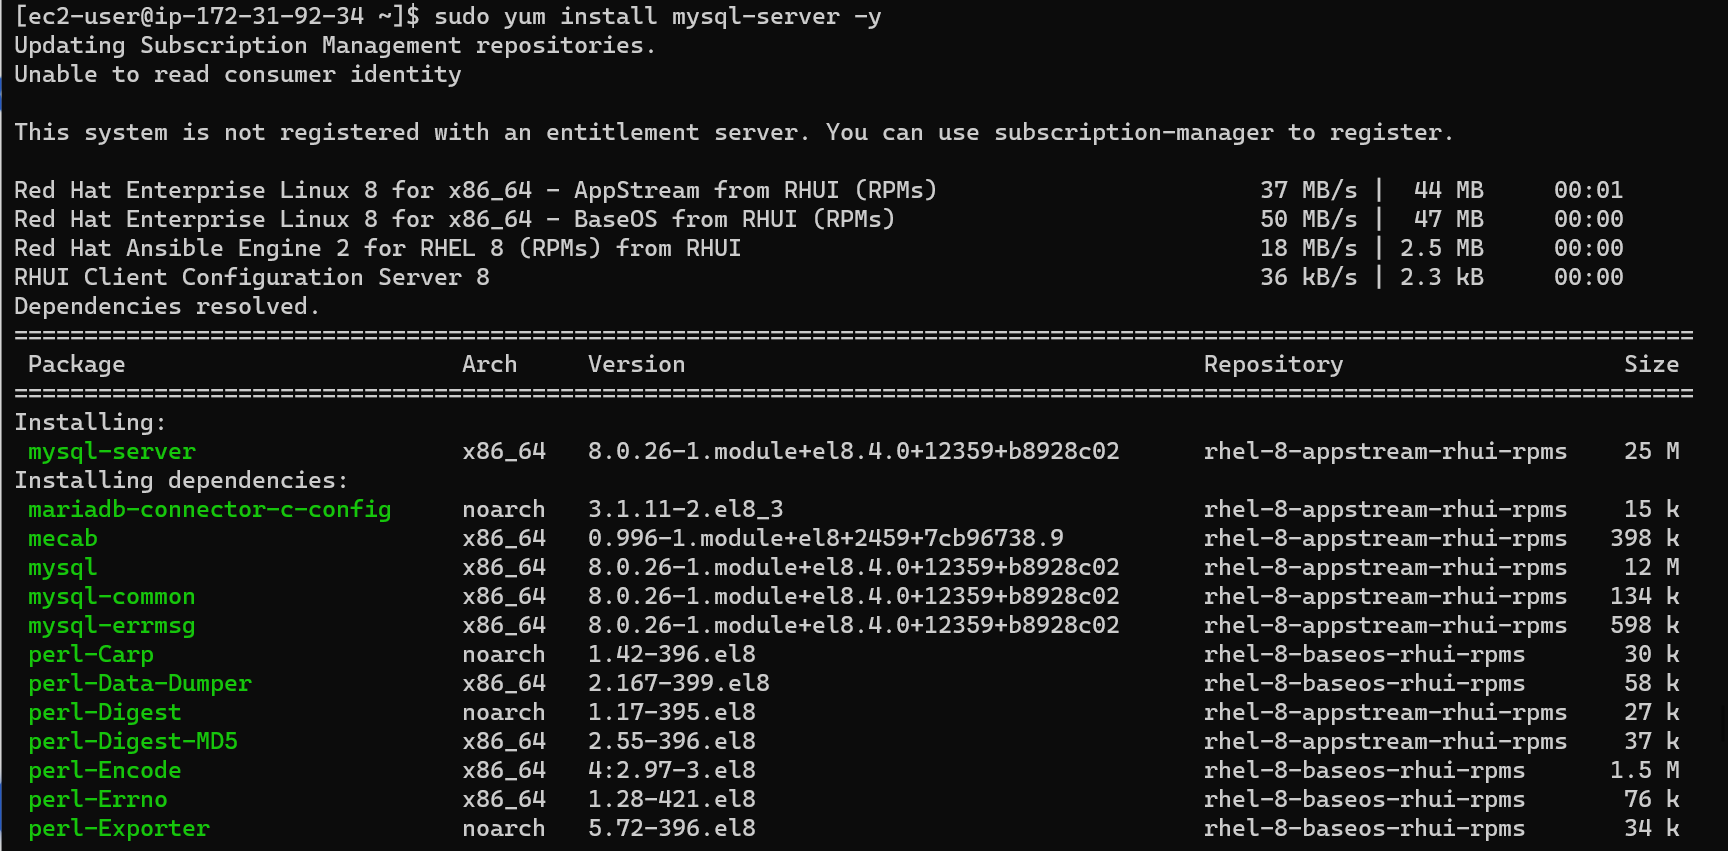 [ec2-user@ip-172-31-92-34 ~]$ sudo yum install mysql-server -y
Updating Subscription Management repositories.
Unable to read consumer identity
This system is not registered with an entitlement server. You can use subscription-manager to register.
Red Hat Enterprise Linux 8 for x86_64 - AppStream from RHUI (RPMs) 37 MB/s | 44 MB 00:01
Red Hat Enterprise Linux 8 for x86_64 - BaseOS from RHUI (RPMs) 50 MB/s | 47 MB 00:00
Red Hat Ansible Engine 2 for RHEL 8 (RPMs) from RHUI 18 MB/s | 2.5 MB 00:00
RHUI Client Configuration Server 8 36 kB/s | 2.3 kB 00:00
Dependencies resolved.
========================================================================================================================
Package Arch Version Repository Size
========================================================================================================================
Installing:
mysql-server x86_64 8.0.26-1.module+el8.4.0+12359+b8928c02 rhel-8-appstream-rhui-rpms 25 M
Installing dependencies:
mariadb-connector-c-config noarch 3.1.11-2.el8_3 rhel-8-appstream-rhui-rpms 15 k
mecab x86_64 0.996-1.module+el8+2459+7cb96738.9 rhel-8-appstream-rhui-rpms 398 k
mysql x86_64 8.0.26-1.module+el8.4.0+12359+b8928c02 rhel-8-appstream-rhui-rpms 12 M
mysql-common x86_64 8.0.26-1.module+el8.4.0+12359+b8928c02 rhel-8-appstream-rhui-rpms 134 k
mysql-errmsg x86_64 8.0.26-1.module+el8.4.0+12359+b8928c02 rhel-8-appstream-rhui-rpms 598 k
perl-Carp noarch 1.42-396.el8 rhel-8-baseos-rhui-rpms 30 k
perl-Data-Dumper x86_64 2.167-399.el8 rhel-8-baseos-rhui-rpms 58 k
perl-Digest noarch 1.17-395.el8 rhel-8-appstream-rhui-rpms 27 k
perl-Digest-MD5 x86_64 2.55-396.el8 rhel-8-appstream-rhui-rpms 37 k
perl-Encode x86_64 4:2.97-3.el8 rhel-8-baseos-rhui-rpms 1.5 M
perl-Errno x86_64 1.28-421.el8 rhel-8-baseos-rhui-rpms 76 k
perl-Exporter noarch 5.72-396.el8 rhel-8-baseos-rhui-rpms 34 k